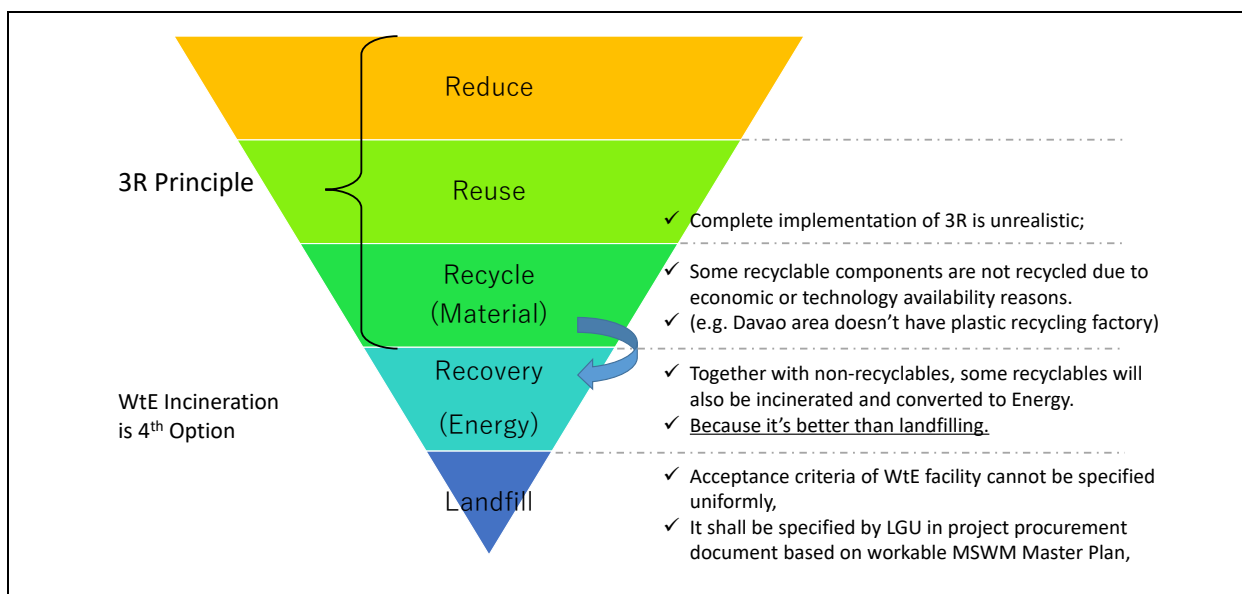 Reduce
3R Principle
Reuse
✓ Complete implementation of 3R is unrealistic;
Recycle
(Material)
✓ Some recyclable components are not recycled due to
economic or technology availability reasons.
✓ (e.g. Davao area doesn’t have plastic recycling factory)
WtE Incineration
is 4th Option
Recovery
(Energy)
✓ Together with non-recyclables, some recyclables will
also be incinerated and converted to Energy.
✓ Because it’s better than landfilling.
Landfill
✓ Acceptance criteria of WtE facility cannot be specified
uniformly,
✓ It shall be specified by LGU in project procurement
document based on workable MSWM Master Plan,